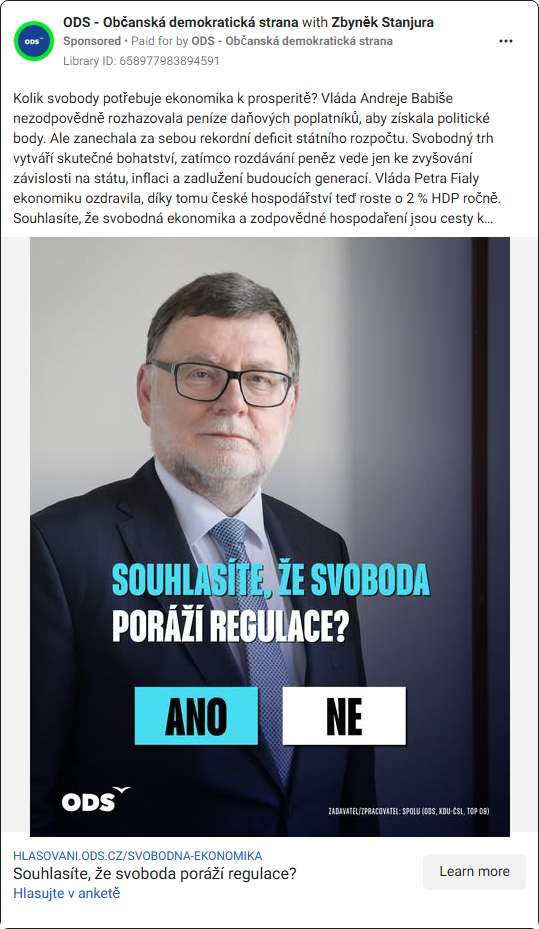 ODS - Občanská demokratická strana with Zbyněk Stanjura
Sponsored • Paid for by ODS - Občanská demokratická strana
Library ID: 658977983894591
Kolik svobody potřebuje ekonomika k prosperitě? Vláda Andreje Babiše
nezodpovědně rozhazovala peníze daňových poplatníků, aby získala politické
body. Ale zanechala za sebou rekordní deficit státního rozpočtu. Svobodný trh
vytváří skutečné bohatství, zatímco rozdávání peněz vede jen ke zvyšování
závislosti na státu, inflaci a zadlužení budoucích generací. Vláda Petra Fialy
ekonomiku ozdravila, díky tomu české hospodářství teď roste o 2 % HDP ročně.
Souhlasíte, že svobodná ekonomika a zodpovědné hospodaření jsou cesty k...
ODS
SOUHLASÍTE, ŽE SVOBODA
PORÁŽÍ REGULACE?
ANO NE
ODS
ZADAVATEL/ZPRACOVATEL: SPOLU (ODS, KDU-ČSL, TOP 09)
HLASOVANI.ODS.CZ/SVOBODNA-EKONOMIKA
Souhlasíte, že svoboda poráží regulace?
Hlasujte v anketě
Learn more